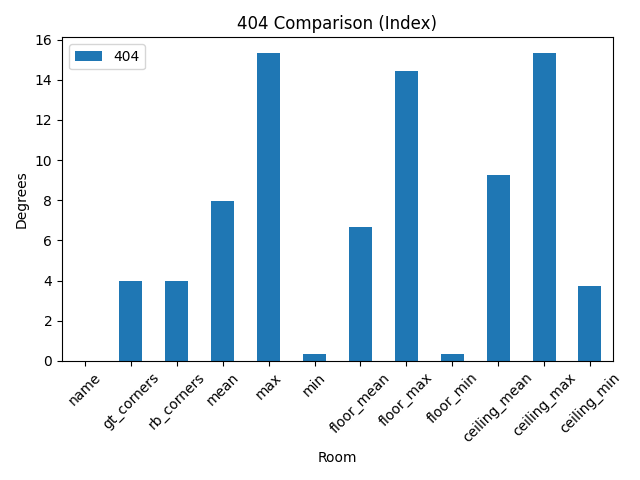 404 Comparison (Index)
404
Degrees
16
14
12
10
8
6
4
2
0
name
gt_corners
rb_corners
mean
max
min
floor_mean
floor_max
floor_min
ceiling_mean
ceiling_max
ceiling_min
Room